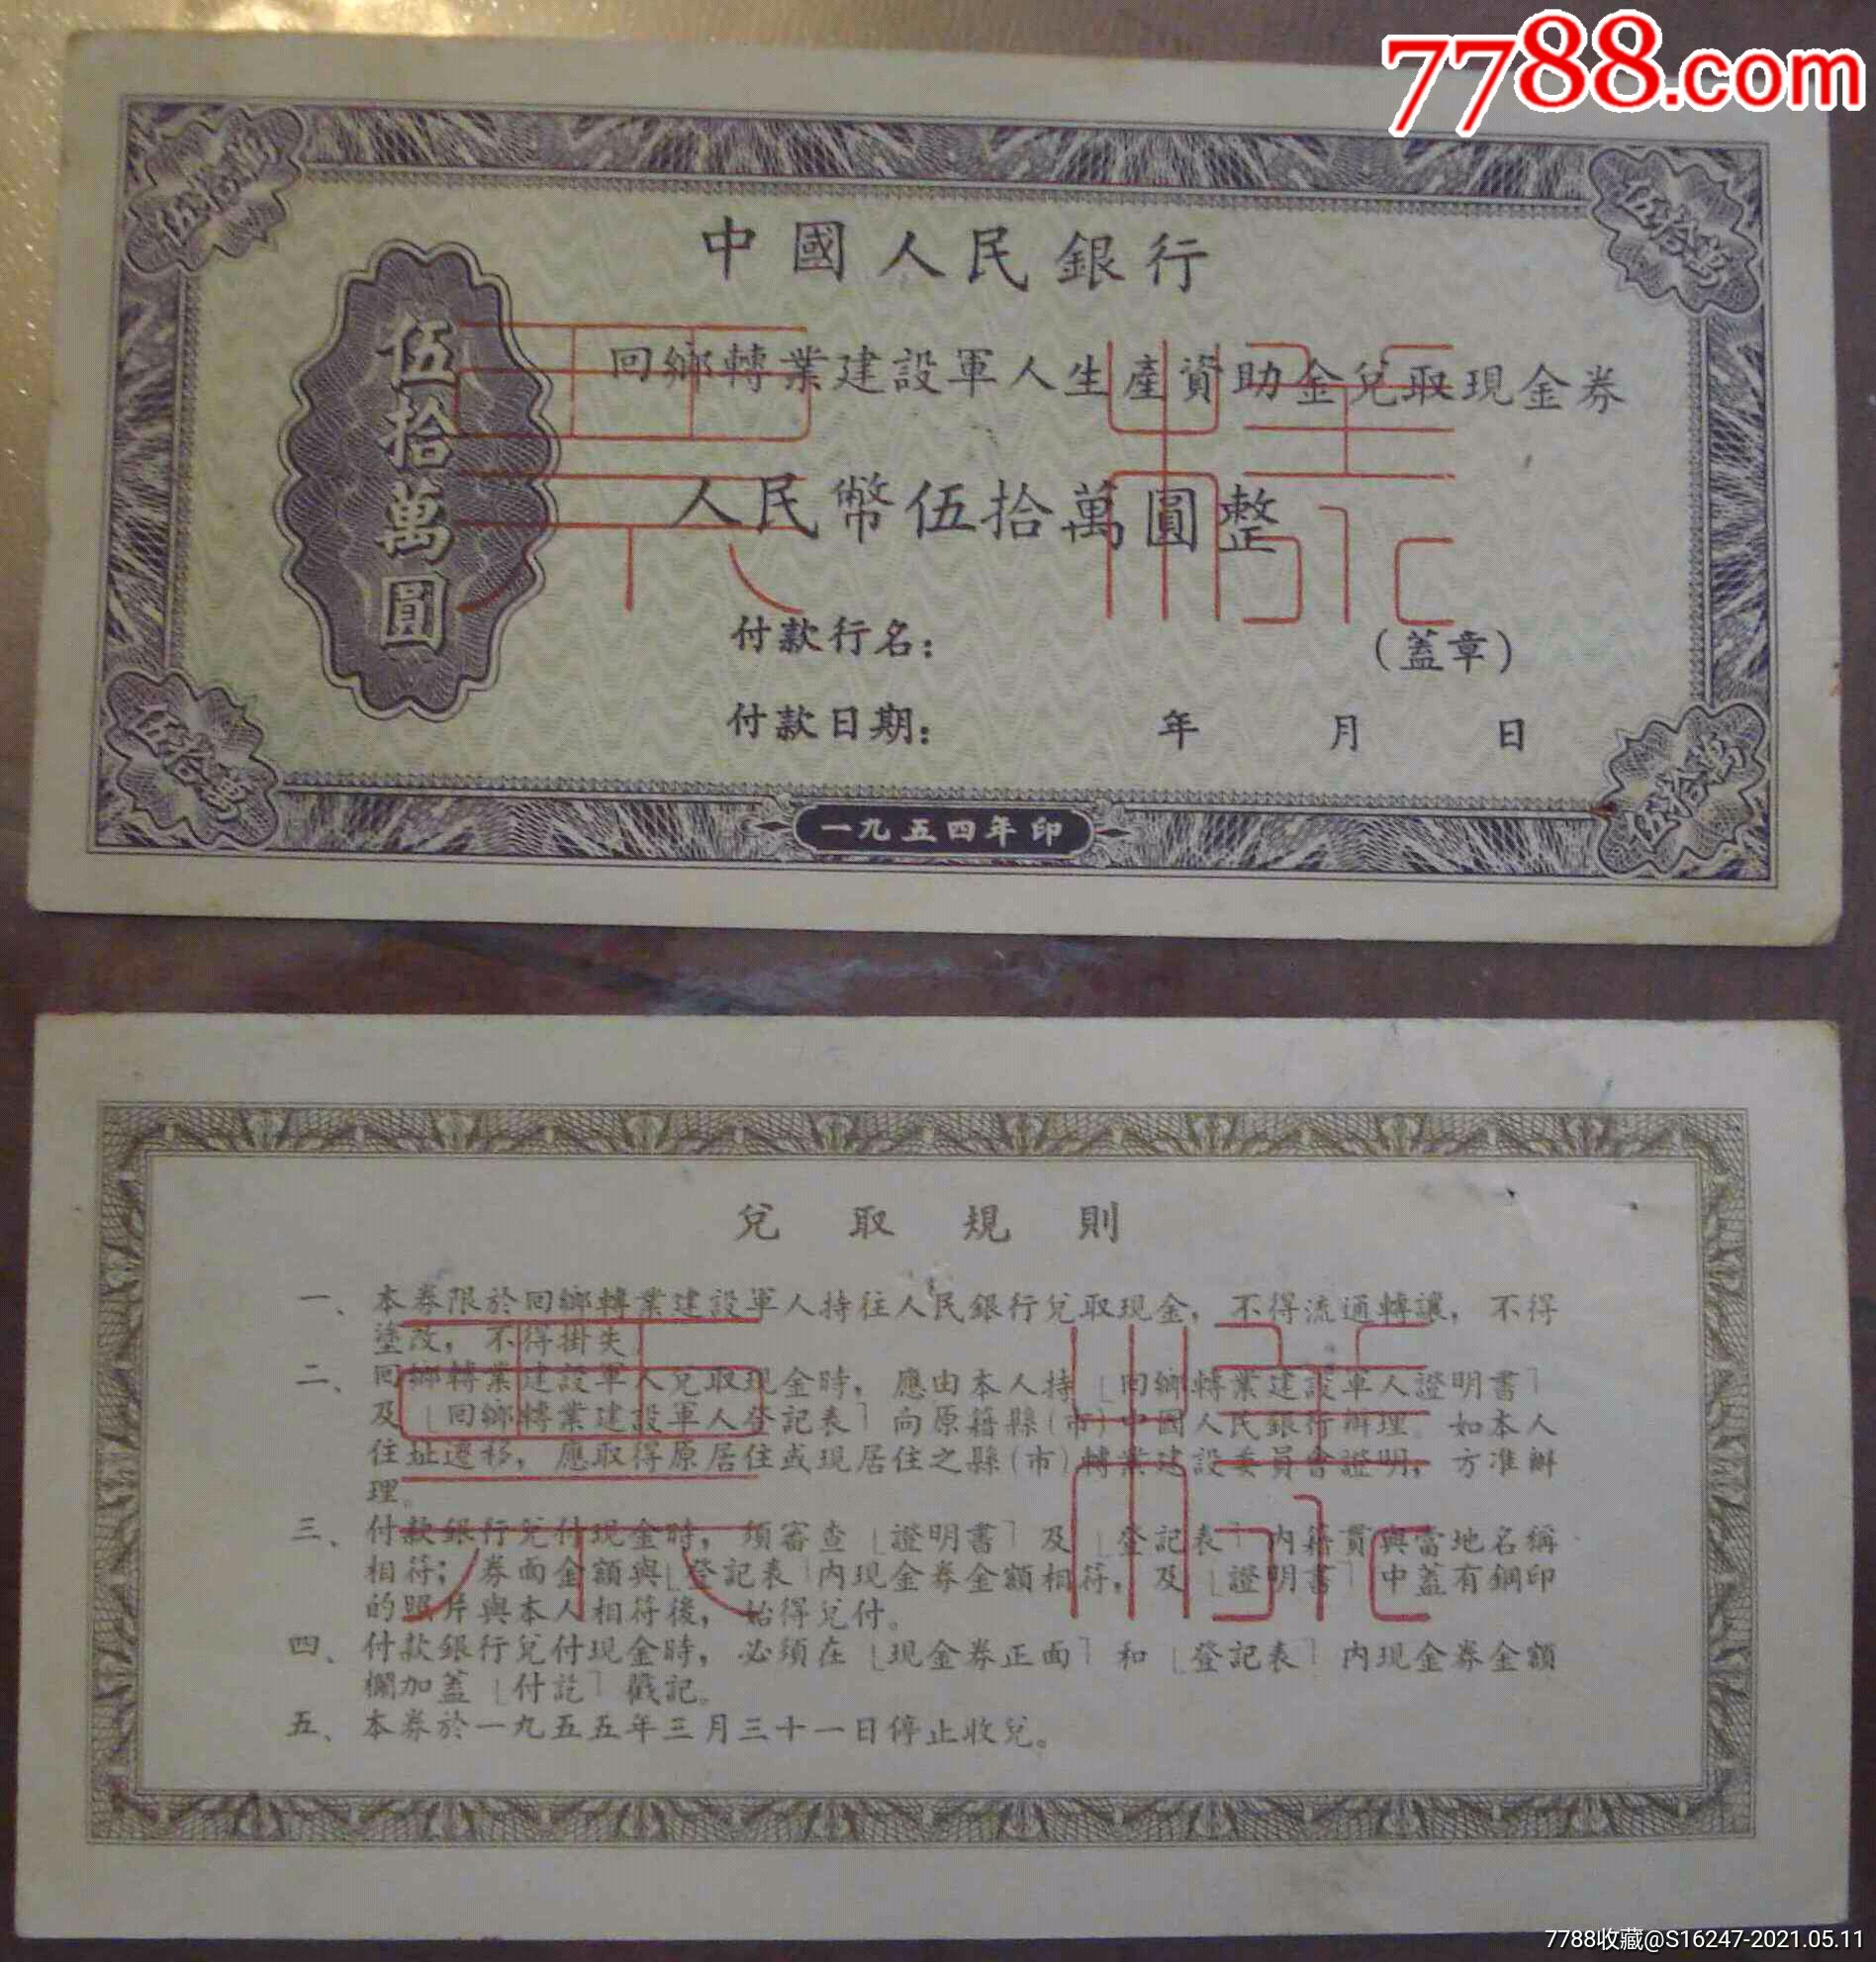 7788.com
中國人民銀行
回鄉轉業建設軍人生產資助金兌取現金券
人民幣伍拾萬圓整
伍拾萬圓
伍拾萬
伍拾萬
伍拾萬
伍拾萬
付款行名：
（蓋章）
付款日期： 年 月 日
一九五四年印
票樣
兌取規則
一、本券限於回鄉轉業建設軍人持往人民銀行兌取現金，不得流通轉讓，不得
塗改，不得掛失。
二、回鄉轉業建設軍人兌取現金時，應由本人持「回鄉轉業建設軍人證明書」
及「回鄉轉業建設軍人登記表」向原籍縣（市）中國人民銀行辦理。如本人
住址遷移，應取得原居住或現居住之縣（市）轉業建設委員會證明，方准辦
理。
三、付款銀行兌付現金時，須審查「證明書」及「登記表」內籍貫與當地名稱
相符；券面金額與「登記表」內現金券金額相符，及「證明書」中蓋有鋼印
的照片與本人相符後，始得兌付。
四、付款銀行兌付現金時，必須在「現金券正面」和「登記表」內現金券金額
欄加蓋「付訖」戳記。
五、本券於一九五五年三月三十一日停止收兌。
票樣
7788收藏@S16247-2021.05.11